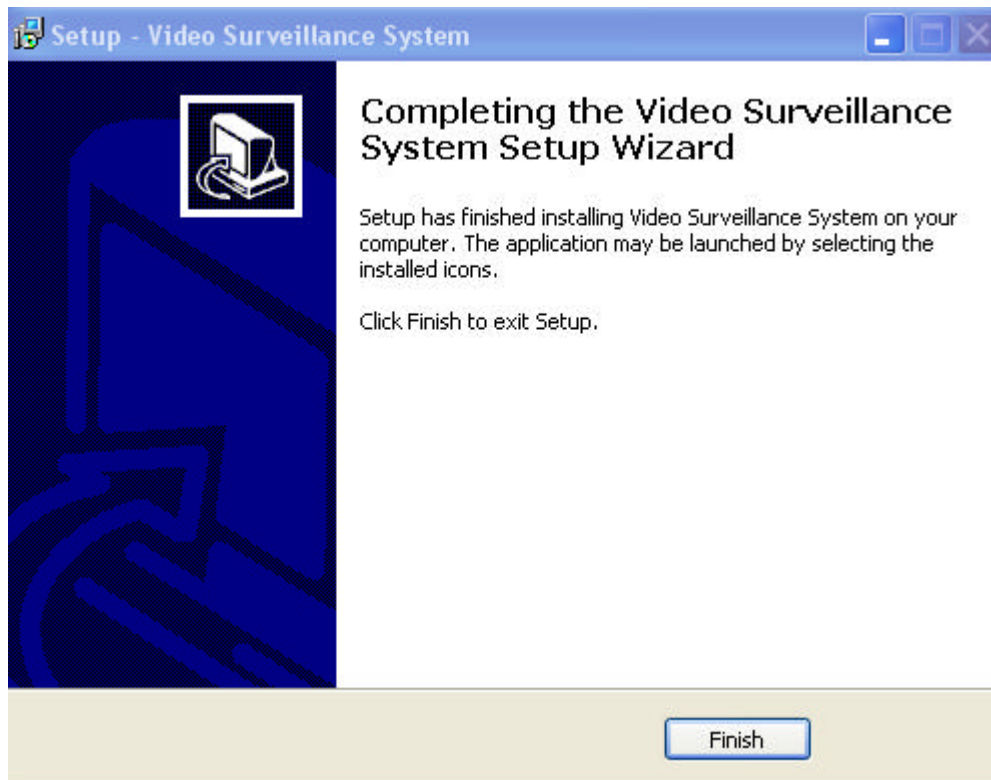 Setup - Video Surveillance System
Completing the Video Surveillance
System Setup Wizard
Setup has finished installing Video Surveillance System on your
computer. The application may be launched by selecting the
installed icons.
Click Finish to exit Setup.
Finish